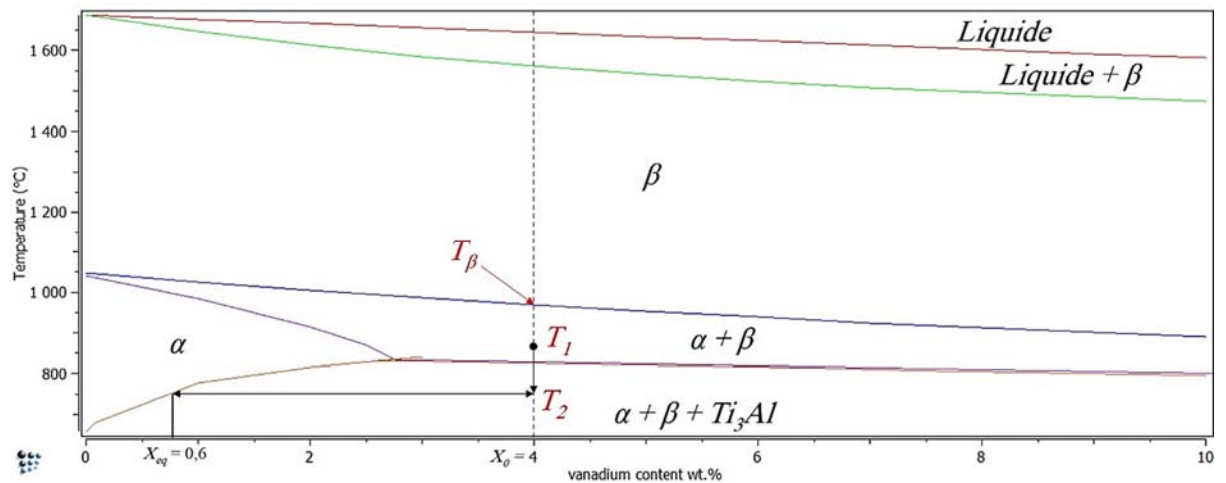 Liquide
1 600
Liquide + β
1 400
β
1 200
Temperature (°C)
Tβ
1 000
T1
α + β
α
800
T2
α + β + Ti3Al
Xeq = 0,6
X0 = 4
0
2
6
8
10
vanadium content wt.%